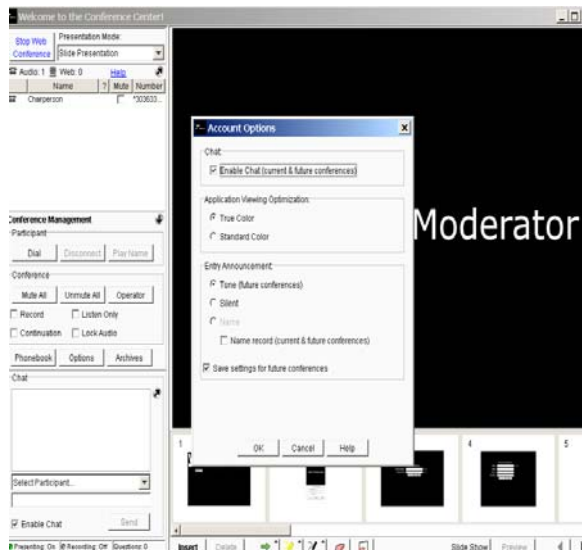 Welcome to the Conference Center!
Stop Web Conference
Presentation Mode:
Slide Presentation
Audio: 1 Web: 0 Help
Name ? Mute Number
Chairperson *303633...
Conference Management
Participant
Dial Disconnect Play Name
Conference
Mute All Unmute All Operator
Record Listen Only
Continuation Lock Audio
Phonebook Options Archives
Chat
Select Participant...
Enable Chat Send
Presenting: On Recording: Off Questions: 0
Account Options
Chat:
Enable Chat (current & future conferences)
Application Viewing Optimization:
True Color
Standard Color
Entry Announcement:
Tone (future conferences)
Silent
Name
Name record (current & future conferences)
Save settings for future conferences
OK Cancel Help
Moderator
1 4 5
Insert Delete Slide Show Preview